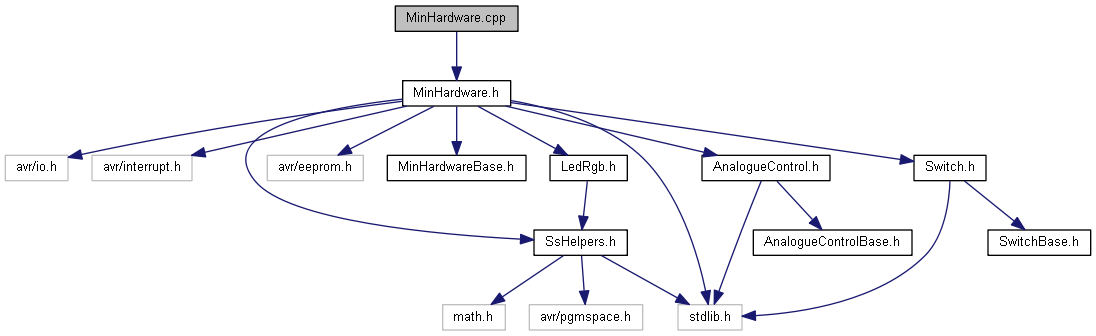 MinHardware.cpp
MinHardware.h
avr/io.h
avr/interrupt.h
avr/eeprom.h
MinHardwareBase.h
LedRgb.h
AnalogueControl.h
Switch.h
SsHelpers.h
AnalogueControlBase.h
SwitchBase.h
math.h
avr/pgmspace.h
stdlib.h